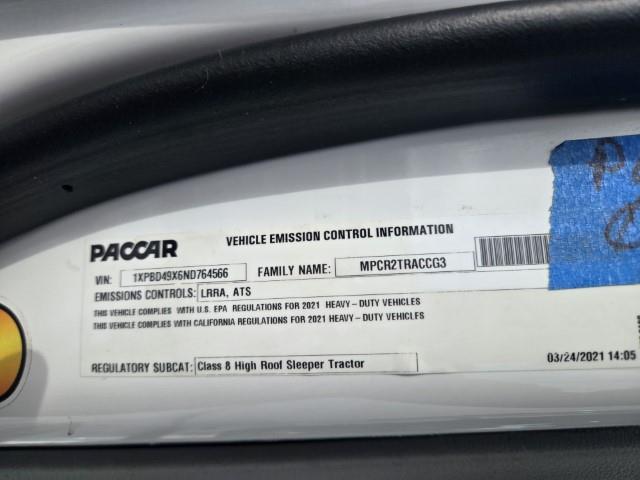 PACCAR
VEHICLE EMISSION CONTROL INFORMATION
VIN: 1XPBD49X6ND764566 FAMILY NAME: MPCR2TRACCG3
EMISSIONS CONTROLS: LRRA, ATS
THIS VEHICLE COMPLIES WITH U.S. EPA REGULATIONS FOR 2021 HEAVY-DUTY VEHICLES
THIS VEHICLE COMPLIES WITH CALIFORNIA REGULATIONS FOR 2021 HEAVY-DUTY VEHICLES
REGULATORY SUBCAT: Class 8 High Roof Sleeper Tractor
03/24/2021 14:05